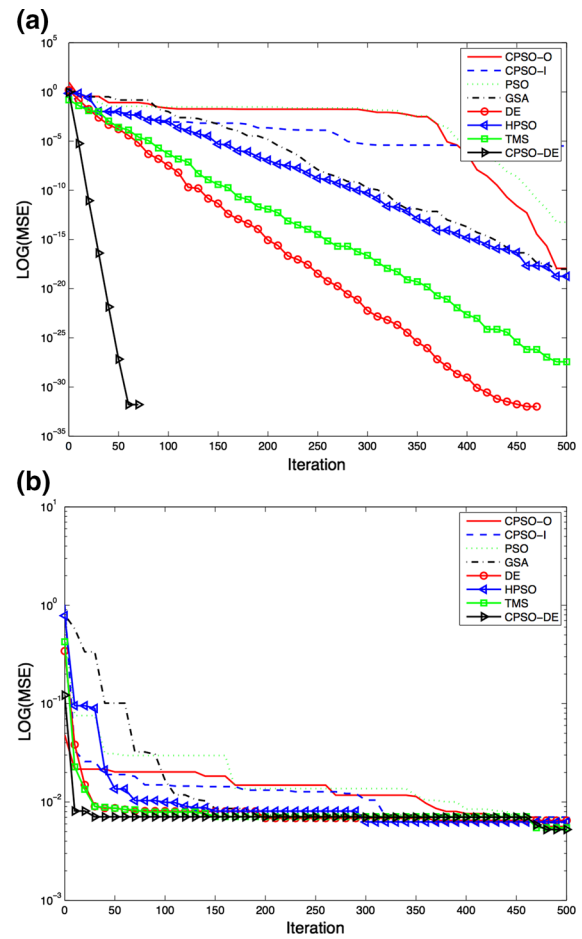 (a)
10^5
10^0
10^-5
10^-10
10^-15
10^-20
10^-25
10^-30
10^-35
LOG(MSE)
CPSO-O
CPSO-I
PSO
GSA
DE
HPSO
TMS
CPSO-DE
0 50 100 150 200 250 300 350 400 450 500
Iteration
(b)
10^1
10^0
10^-1
10^-2
10^-3
LOG(MSE)
CPSO-O
CPSO-I
PSO
GSA
DE
HPSO
TMS
CPSO-DE
0 50 100 150 200 250 300 350 400 450 500
Iteration